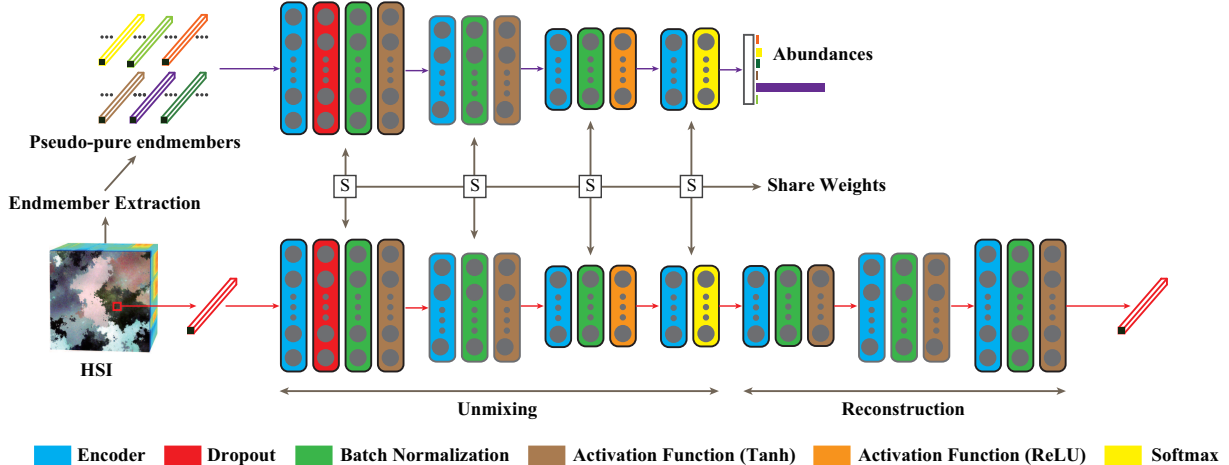 Abundances
Pseudo-pure endmembers
S S S S
Share Weights
Endmember Extraction
HSI
Unmixing Reconstruction
Encoder Dropout Batch Normalization Activation Function (Tanh) Activation Function (ReLU) Softmax